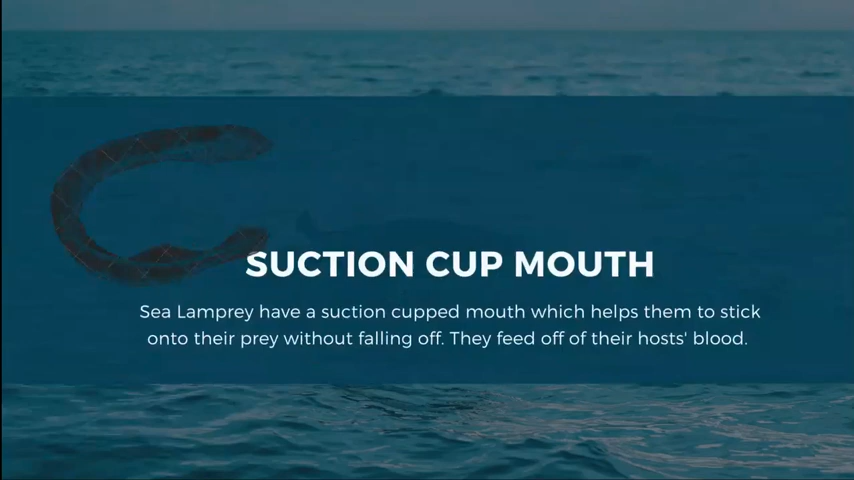 SUCTION CUP MOUTH
Sea Lamprey have a suction cupped mouth which helps them to stick
onto their prey without falling off. They feed off of their hosts' blood.